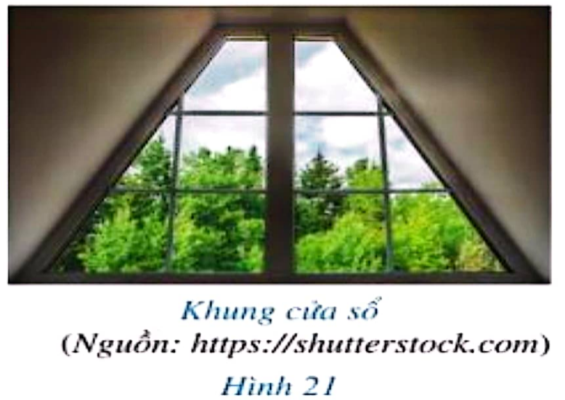 Khung cửa sổ
(Nguồn: https://shutterstock.com)
Hình 21